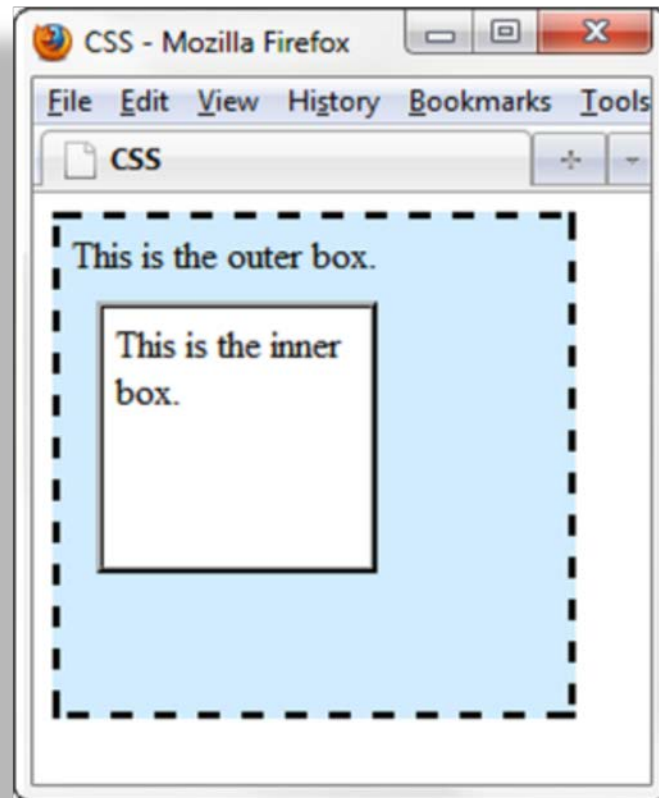 CSS - Mozilla Firefox
File Edit View History Bookmarks Tools
CSS
This is the outer box.
This is the inner
box.